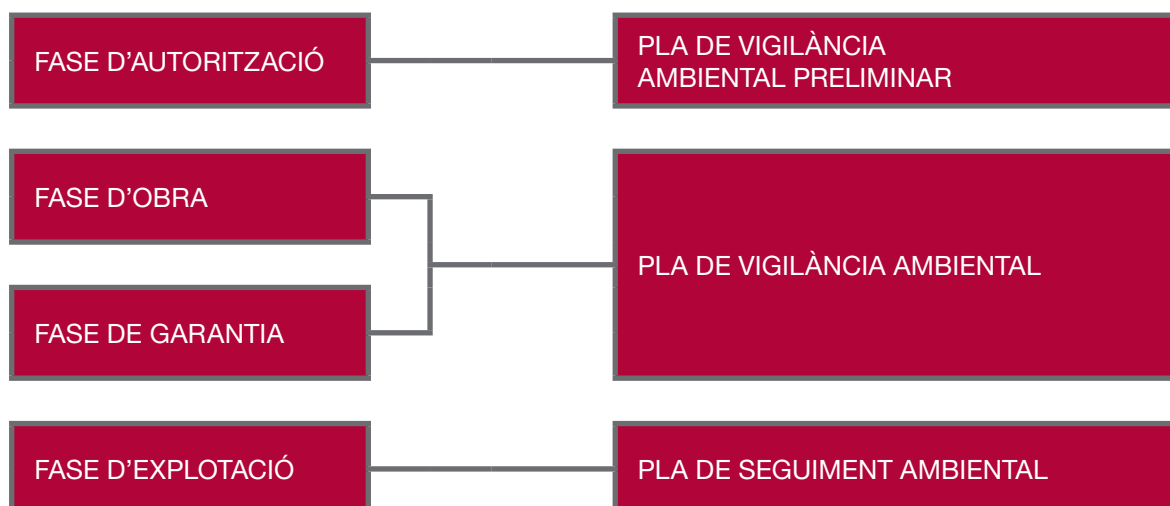 FASE D’AUTORITZACIÓ
PLA DE VIGILÀNCIA
AMBIENTAL PRELIMINAR
FASE D’OBRA
FASE DE GARANTIA
PLA DE VIGILÀNCIA AMBIENTAL
FASE D’EXPLOTACIÓ
PLA DE SEGUIMENT AMBIENTAL